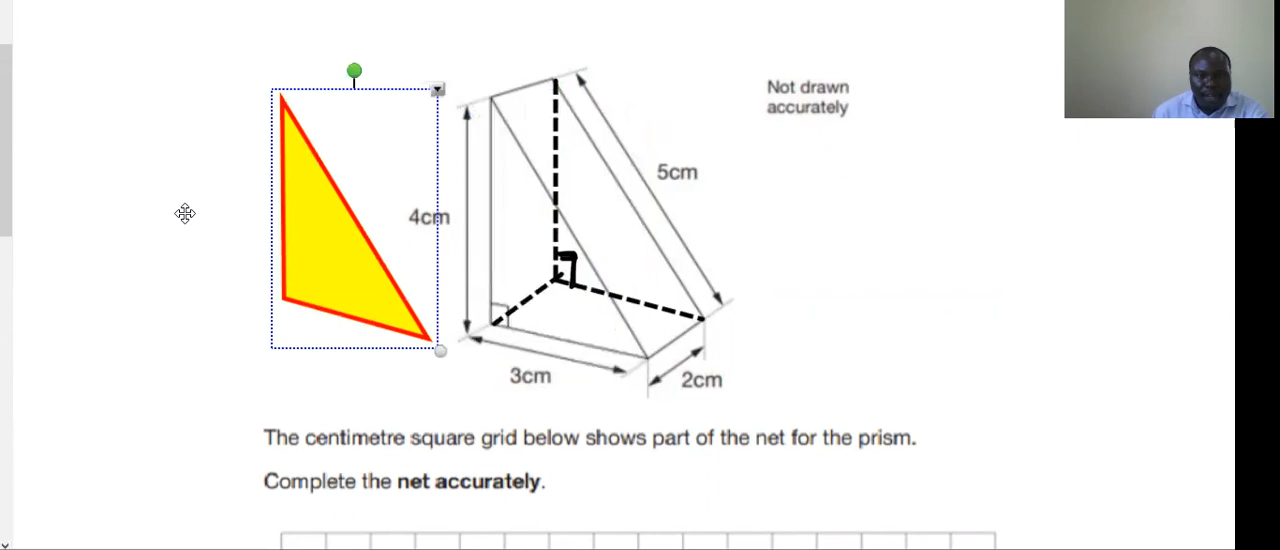 Not drawn
accurately
5cm
4cm
3cm
2cm
The centimetre square grid below shows part of the net for the prism.
Complete the net accurately.